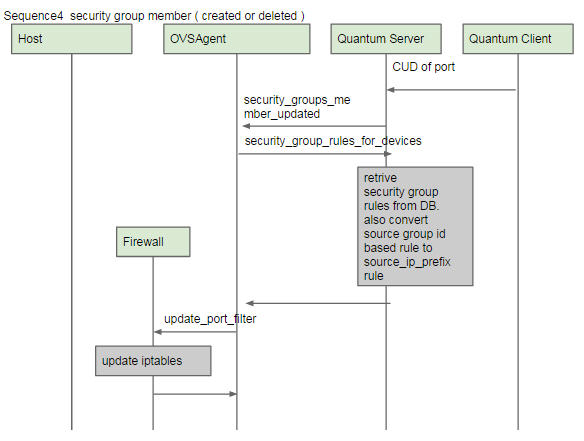 Sequence4 security group member ( created or deleted )
Host
OVSAgent
Quantum Server
Quantum Client
CUD of port
security_groups_me
mber_updated
security_group_rules_for_devices
retrive
security group
rules from DB.
also convert
source group id
based rule to
source_ip_prefix
rule
Firewall
update_port_filter
update iptables